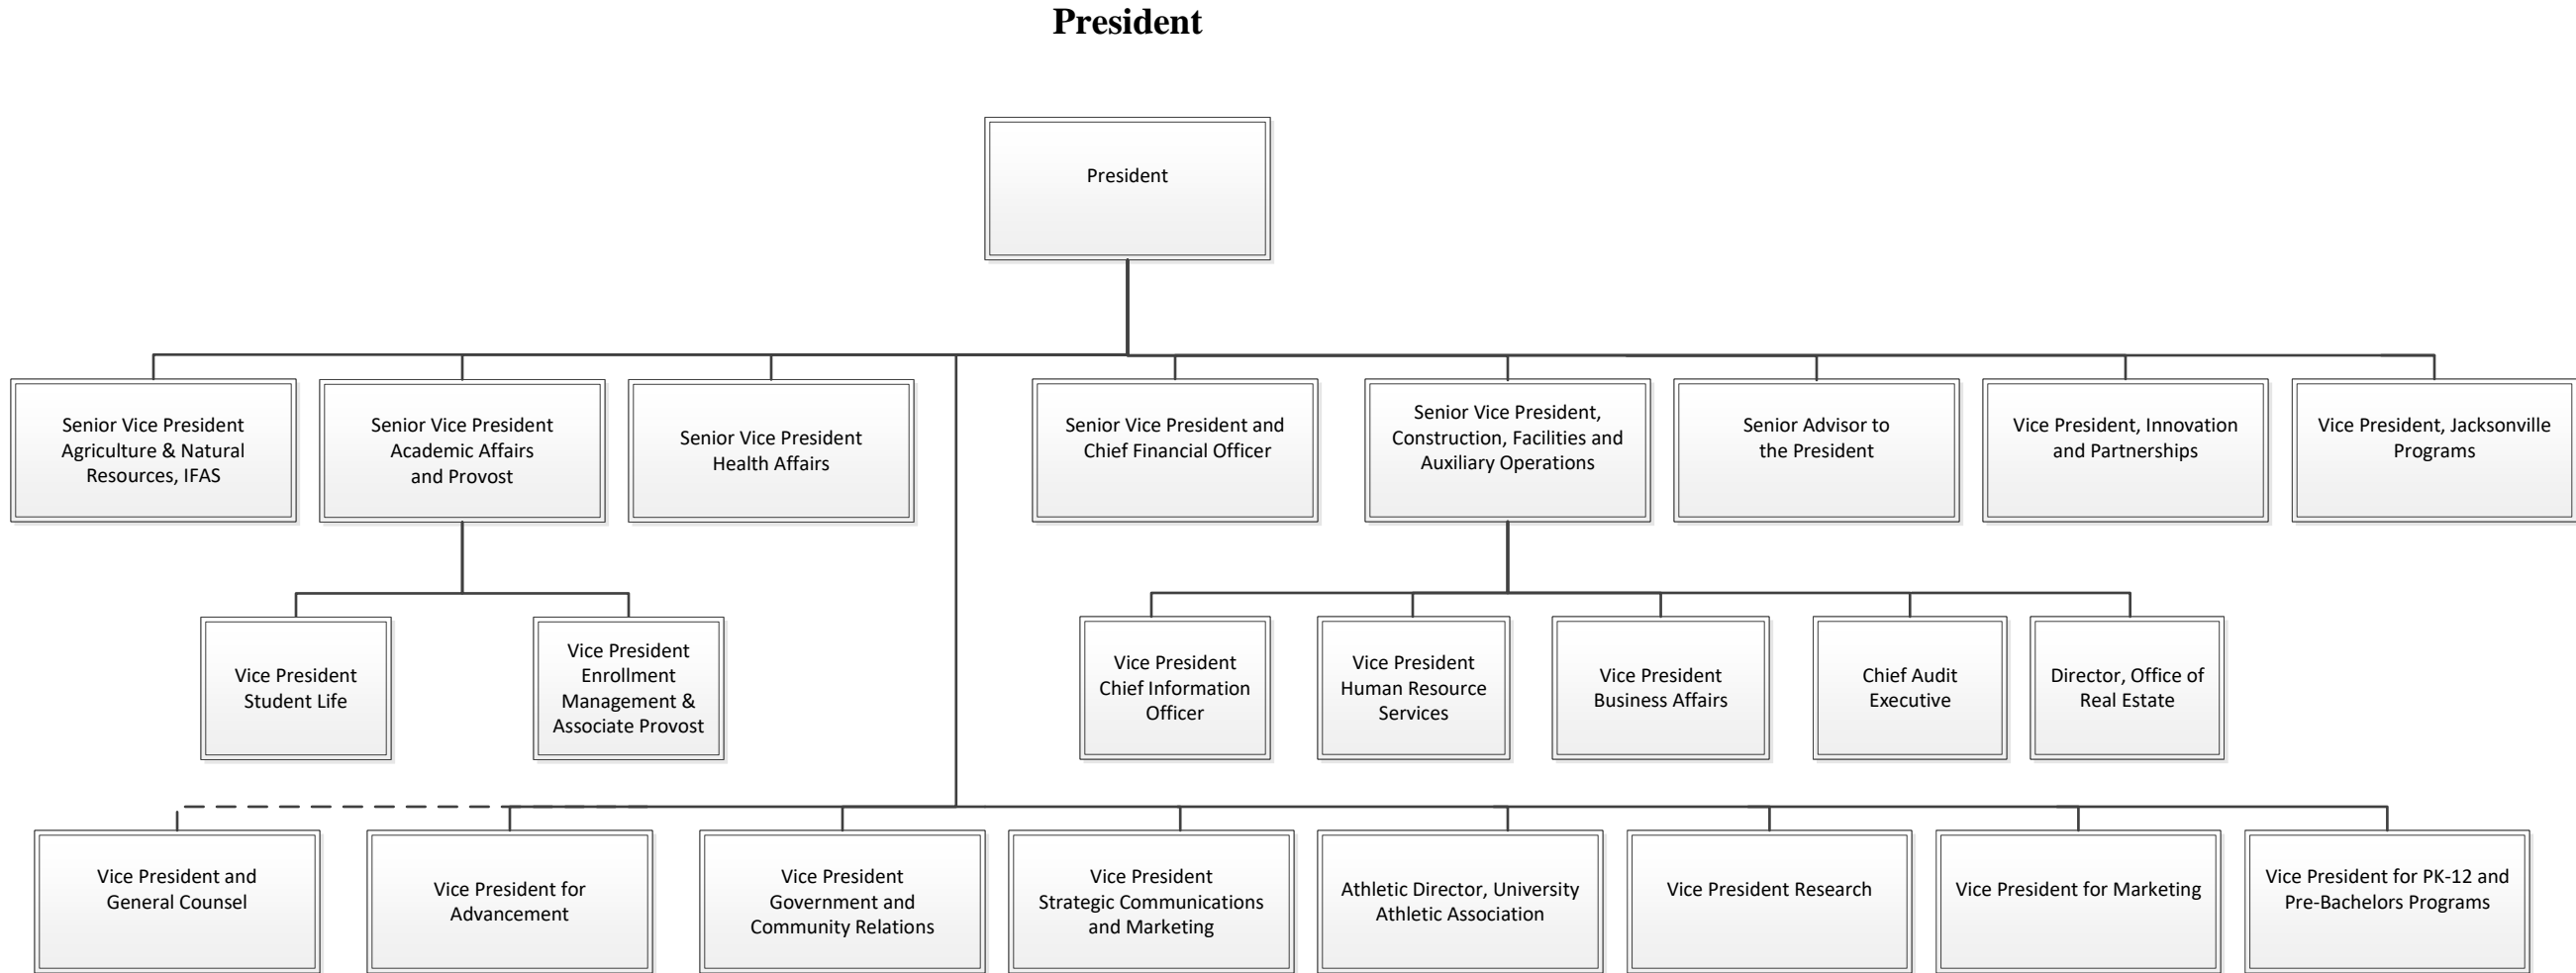 President
President
Senior Vice President
Agriculture & Natural
Resources, IFAS
Senior Vice President
Academic Affairs
and Provost
Senior Vice President
Health Affairs
Senior Vice President and
Chief Financial Officer
Senior Vice President,
Construction, Facilities and
Auxiliary Operations
Senior Advisor to
the President
Vice President, Innovation
and Partnerships
Vice President, Jacksonville
Programs
Vice President
Student Life
Vice President
Enrollment
Management &
Associate Provost
Vice President
Chief Information
Officer
Vice President
Human Resource
Services
Vice President
Business Affairs
Chief Audit
Executive
Director, Office of
Real Estate
Vice President and
General Counsel
Vice President for
Advancement
Vice President
Government and
Community Relations
Vice President
Strategic Communications
and Marketing
Athletic Director, University
Athletic Association
Vice President Research
Vice President for Marketing
Vice President for PK-12 and
Pre-Bachelors Programs